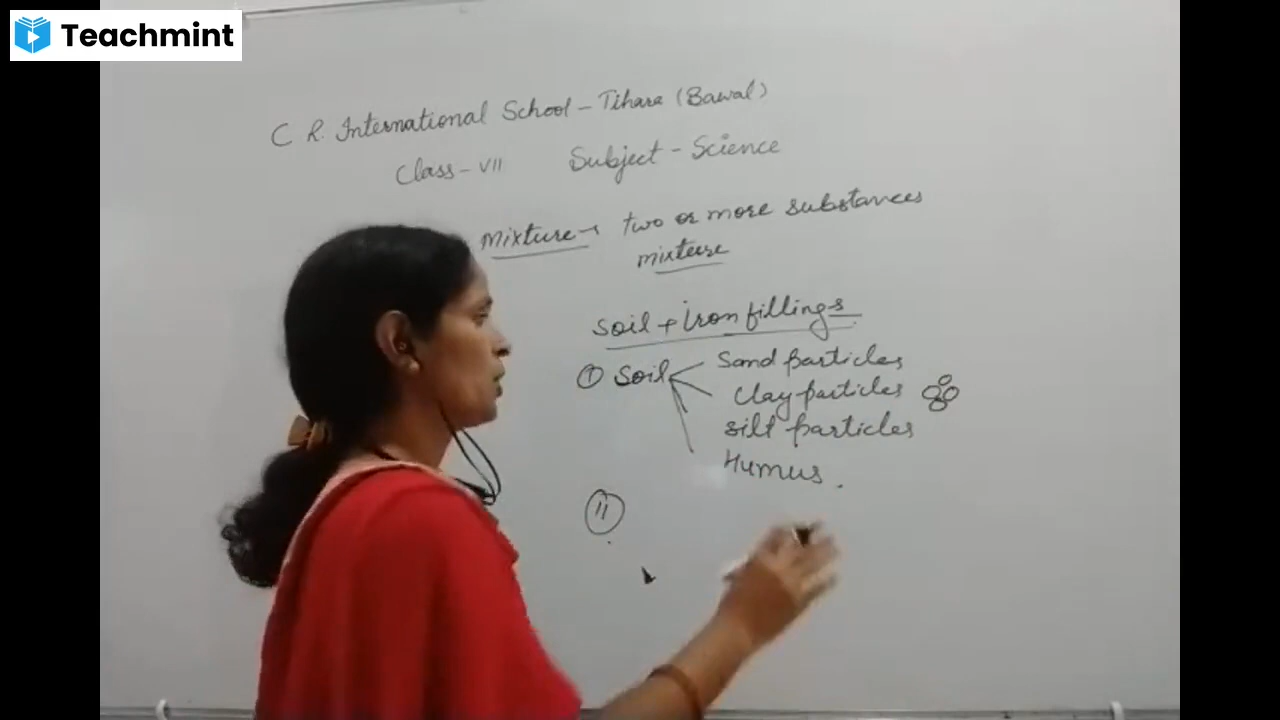 Teachmint
C R. International School - Tihara (Bawal)
Class - VII Subject - Science
Mixture → two or more substances
mixture
Soil + iron fillings
① Soil Sand particles
Clay particles
Silt particles
Humus.
II